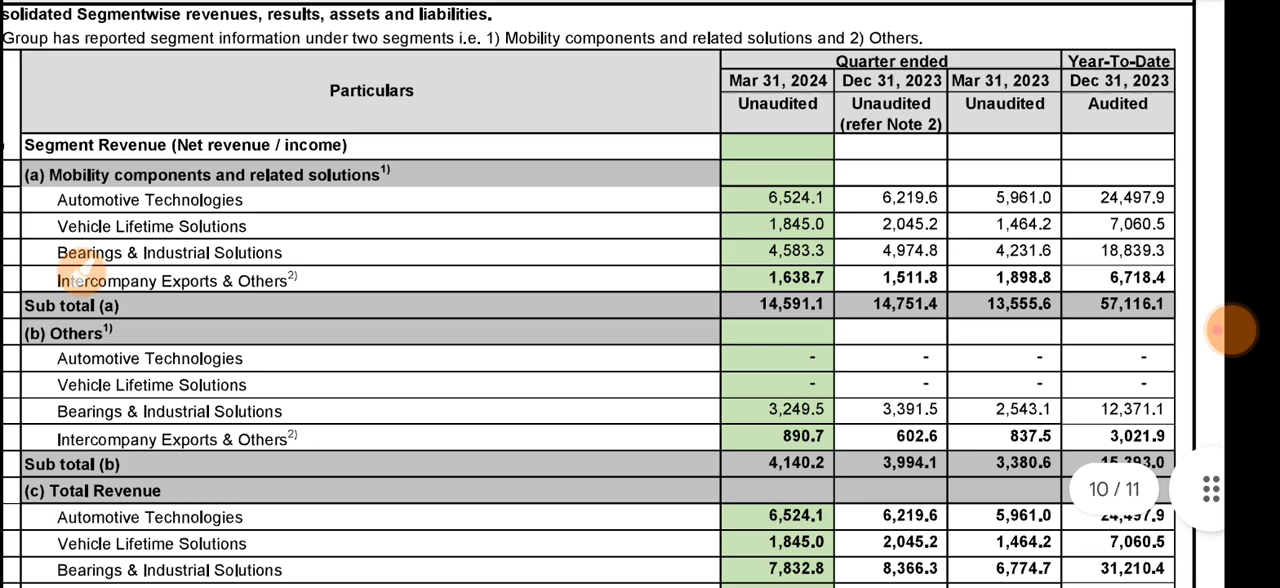 solidated Segmentwise revenues, results, assets and liabilities.
Group has reported segment information under two segments i.e. 1) Mobility components and related solutions and 2) Others.
Particulars Quarter ended Year-To-Date
Mar 31, 2024 Dec 31, 2023 Mar 31, 2023 Dec 31, 2023
Unaudited Unaudited Unaudited Audited
(refer Note 2)
Segment Revenue (Net revenue / income)
(a) Mobility components and related solutions1)
Automotive Technologies 6,524.1 6,219.6 5,961.0 24,497.9
Vehicle Lifetime Solutions 1,845.0 2,045.2 1,464.2 7,060.5
Bearings & Industrial Solutions 4,583.3 4,974.8 4,231.6 18,839.3
Intercompany Exports & Others2) 1,638.7 1,511.8 1,898.8 6,718.4
Sub total (a) 14,591.1 14,751.4 13,555.6 57,116.1
(b) Others1)
Automotive Technologies - - - -
Vehicle Lifetime Solutions - - - -
Bearings & Industrial Solutions 3,249.5 3,391.5 2,543.1 12,371.1
Intercompany Exports & Others2) 890.7 602.6 837.5 3,021.9
Sub total (b) 4,140.2 3,994.1 3,380.6 15,393.0
(c) Total Revenue
10 / 11
Automotive Technologies 6,524.1 6,219.6 5,961.0 24,497.9
Vehicle Lifetime Solutions 1,845.0 2,045.2 1,464.2 7,060.5
Bearings & Industrial Solutions 7,832.8 8,366.3 6,774.7 31,210.4